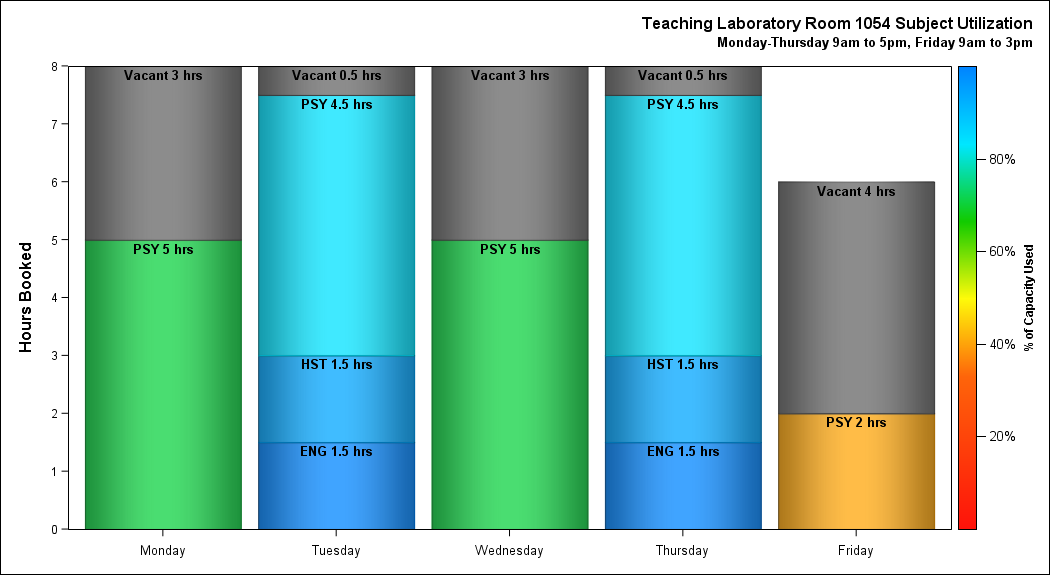 Teaching Laboratory Room 1054 Subject Utilization
Monday-Thursday 9am to 5pm, Friday 9am to 3pm
Hours Booked
8
7
6
5
4
3
2
1
0
Vacant 3 hrs
PSY 5 hrs
Vacant 0.5 hrs
PSY 4.5 hrs
HST 1.5 hrs
ENG 1.5 hrs
Vacant 3 hrs
PSY 5 hrs
Vacant 0.5 hrs
PSY 4.5 hrs
HST 1.5 hrs
ENG 1.5 hrs
Vacant 4 hrs
PSY 2 hrs
Monday
Tuesday
Wednesday
Thursday
Friday
80%
60%
40%
20%
% of Capacity Used